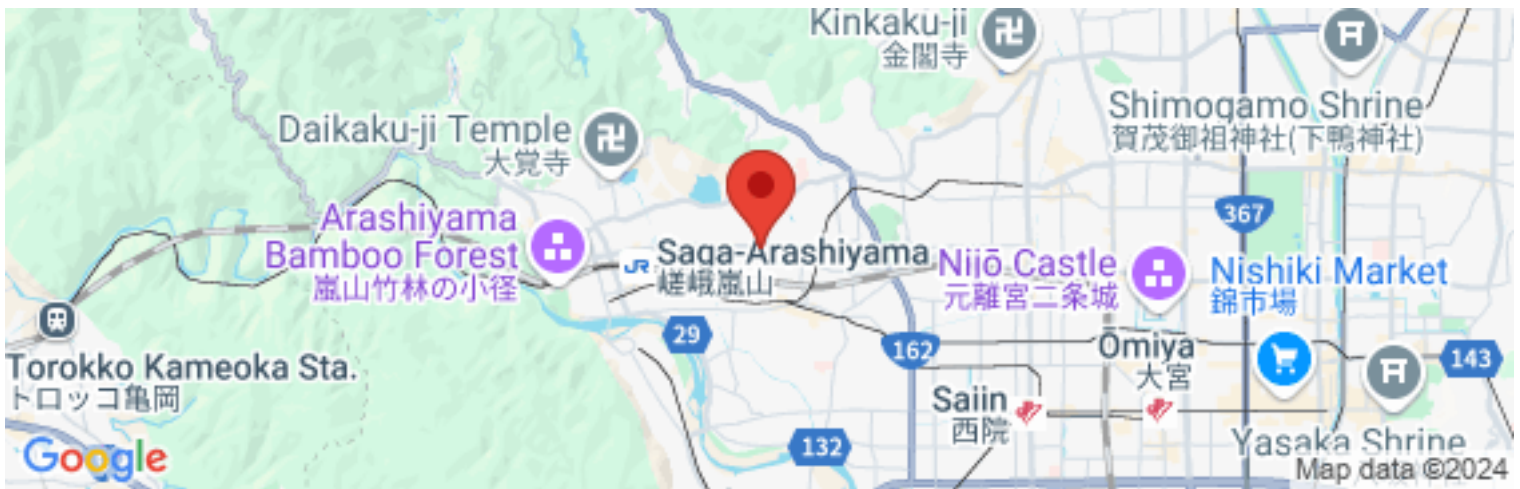 Kinkaku-ji
金閣寺
Shimogamo Shrine
賀茂御祖神社(下鴨神社)
Daikaku-ji Temple
大覚寺
Arashiyama
Bamboo Forest
嵐山竹林の小径
JR
Saga-Arashiyama
嵯峨嵐山
367
Nijō Castle
元離宮二条城
Nishiki Market
錦市場
29
162
Ōmiya
大宮
143
Torokko Kameoka Sta.
トロッコ亀岡
Saiin
西院
132
Yasaka Shrine
Google
Map data ©2024